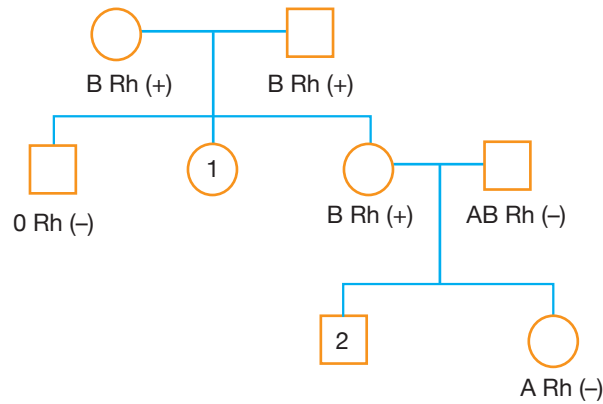 B Rh (+) B Rh (+)
1
0 Rh (–)
B Rh (+) AB Rh (–)
2
A Rh (–)